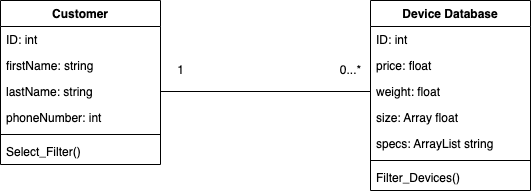 Customer
ID: int
firstName: string
lastName: string
phoneNumber: int
Select_Filter()
1
0...*
Device Database
ID: int
price: float
weight: float
size: Array float
specs: ArrayList string
Filter_Devices()